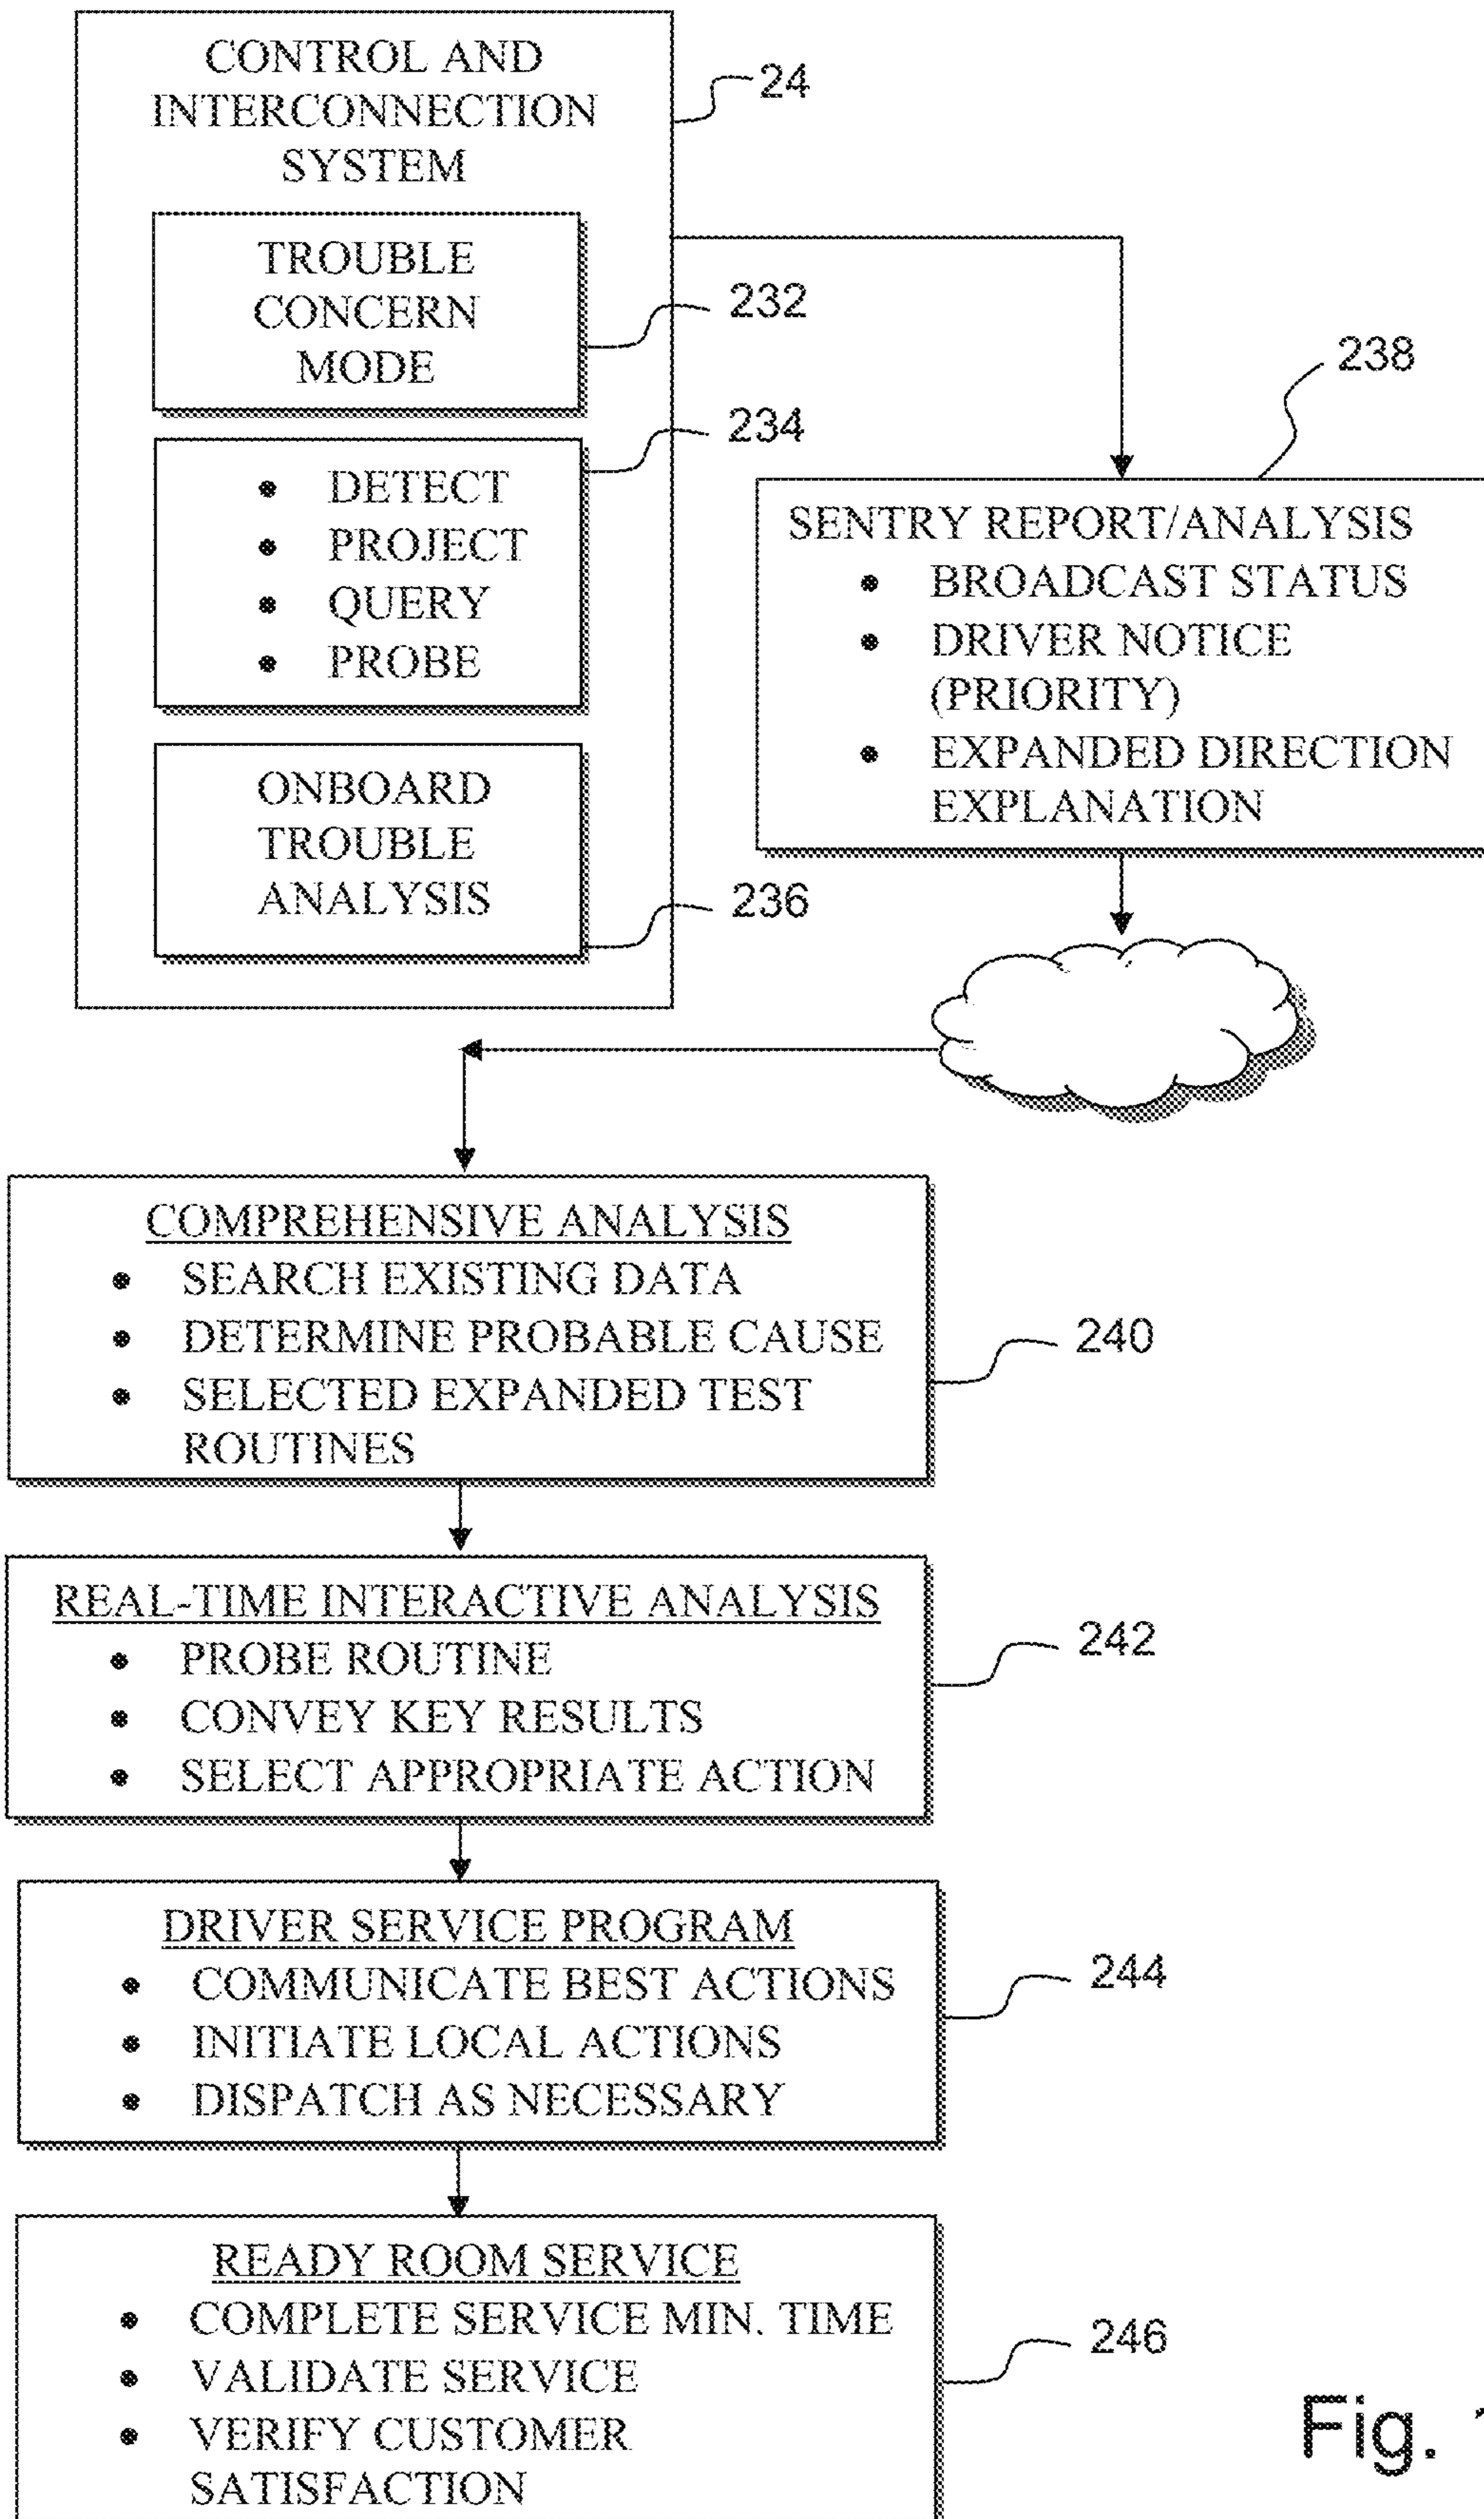 CONTROL AND
INTERCONNECTION
SYSTEM
24
TROUBLE
CONCERN
MODE
232
234
• DETECT
• PROJECT
• QUERY
• PROBE
ONBOARD
TROUBLE
ANALYSIS
236
238
SENTRY REPORT/ANALYSIS
• BROADCAST STATUS
• DRIVER NOTICE
(PRIORITY)
• EXPANDED DIRECTION
EXPLANATION
COMPREHENSIVE ANALYSIS
• SEARCH EXISTING DATA
• DETERMINE PROBABLE CAUSE
• SELECTED EXPANDED TEST
ROUTINES
240
REAL-TIME INTERACTIVE ANALYSIS
• PROBE ROUTINE
• CONVEY KEY RESULTS
• SELECT APPROPRIATE ACTION
242
DRIVER SERVICE PROGRAM
• COMMUNICATE BEST ACTIONS
• INITIATE LOCAL ACTIONS
• DISPATCH AS NECESSARY
244
READY ROOM SERVICE
• COMPLETE SERVICE MIN. TIME
• VALIDATE SERVICE
• VERIFY CUSTOMER
SATISFACTION
246
Fig.